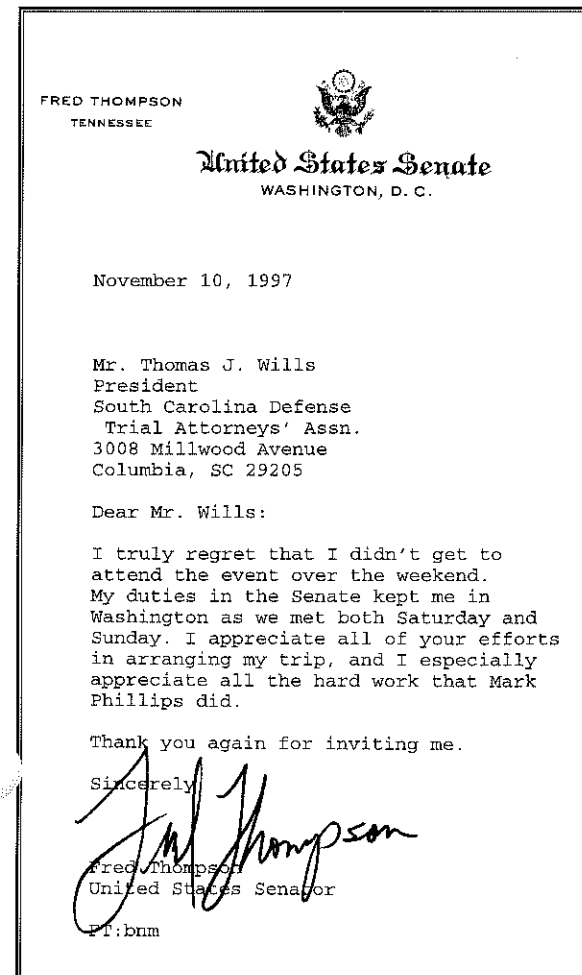 FRED THOMPSON
TENNESSEE
United States Senate
WASHINGTON, D. C.
November 10, 1997
Mr. Thomas J. Wills
President
South Carolina Defense
Trial Attorneys' Assn.
3008 Millwood Avenue
Columbia, SC 29205
Dear Mr. Wills:
I truly regret that I didn't get to
attend the event over the weekend.
My duties in the Senate kept me in
Washington as we met both Saturday and
Sunday. I appreciate all of your efforts
in arranging my trip, and I especially
appreciate all the hard work that Mark
Phillips did.
Thank you again for inviting me.
Sincerely
Fred Thompson
Fred Thompson
United States Senator
FT:bnm